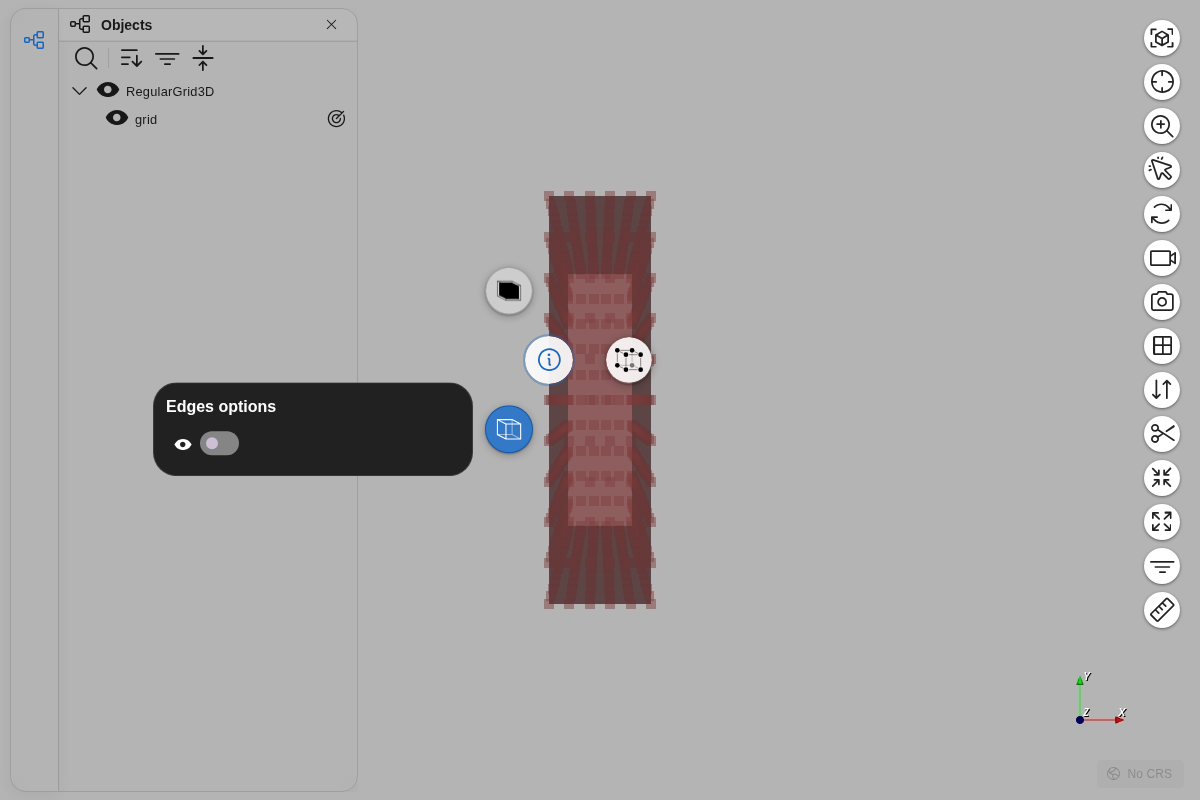 Objects
RegularGrid3D
grid
Edges options
Y
Z
X
No CRS